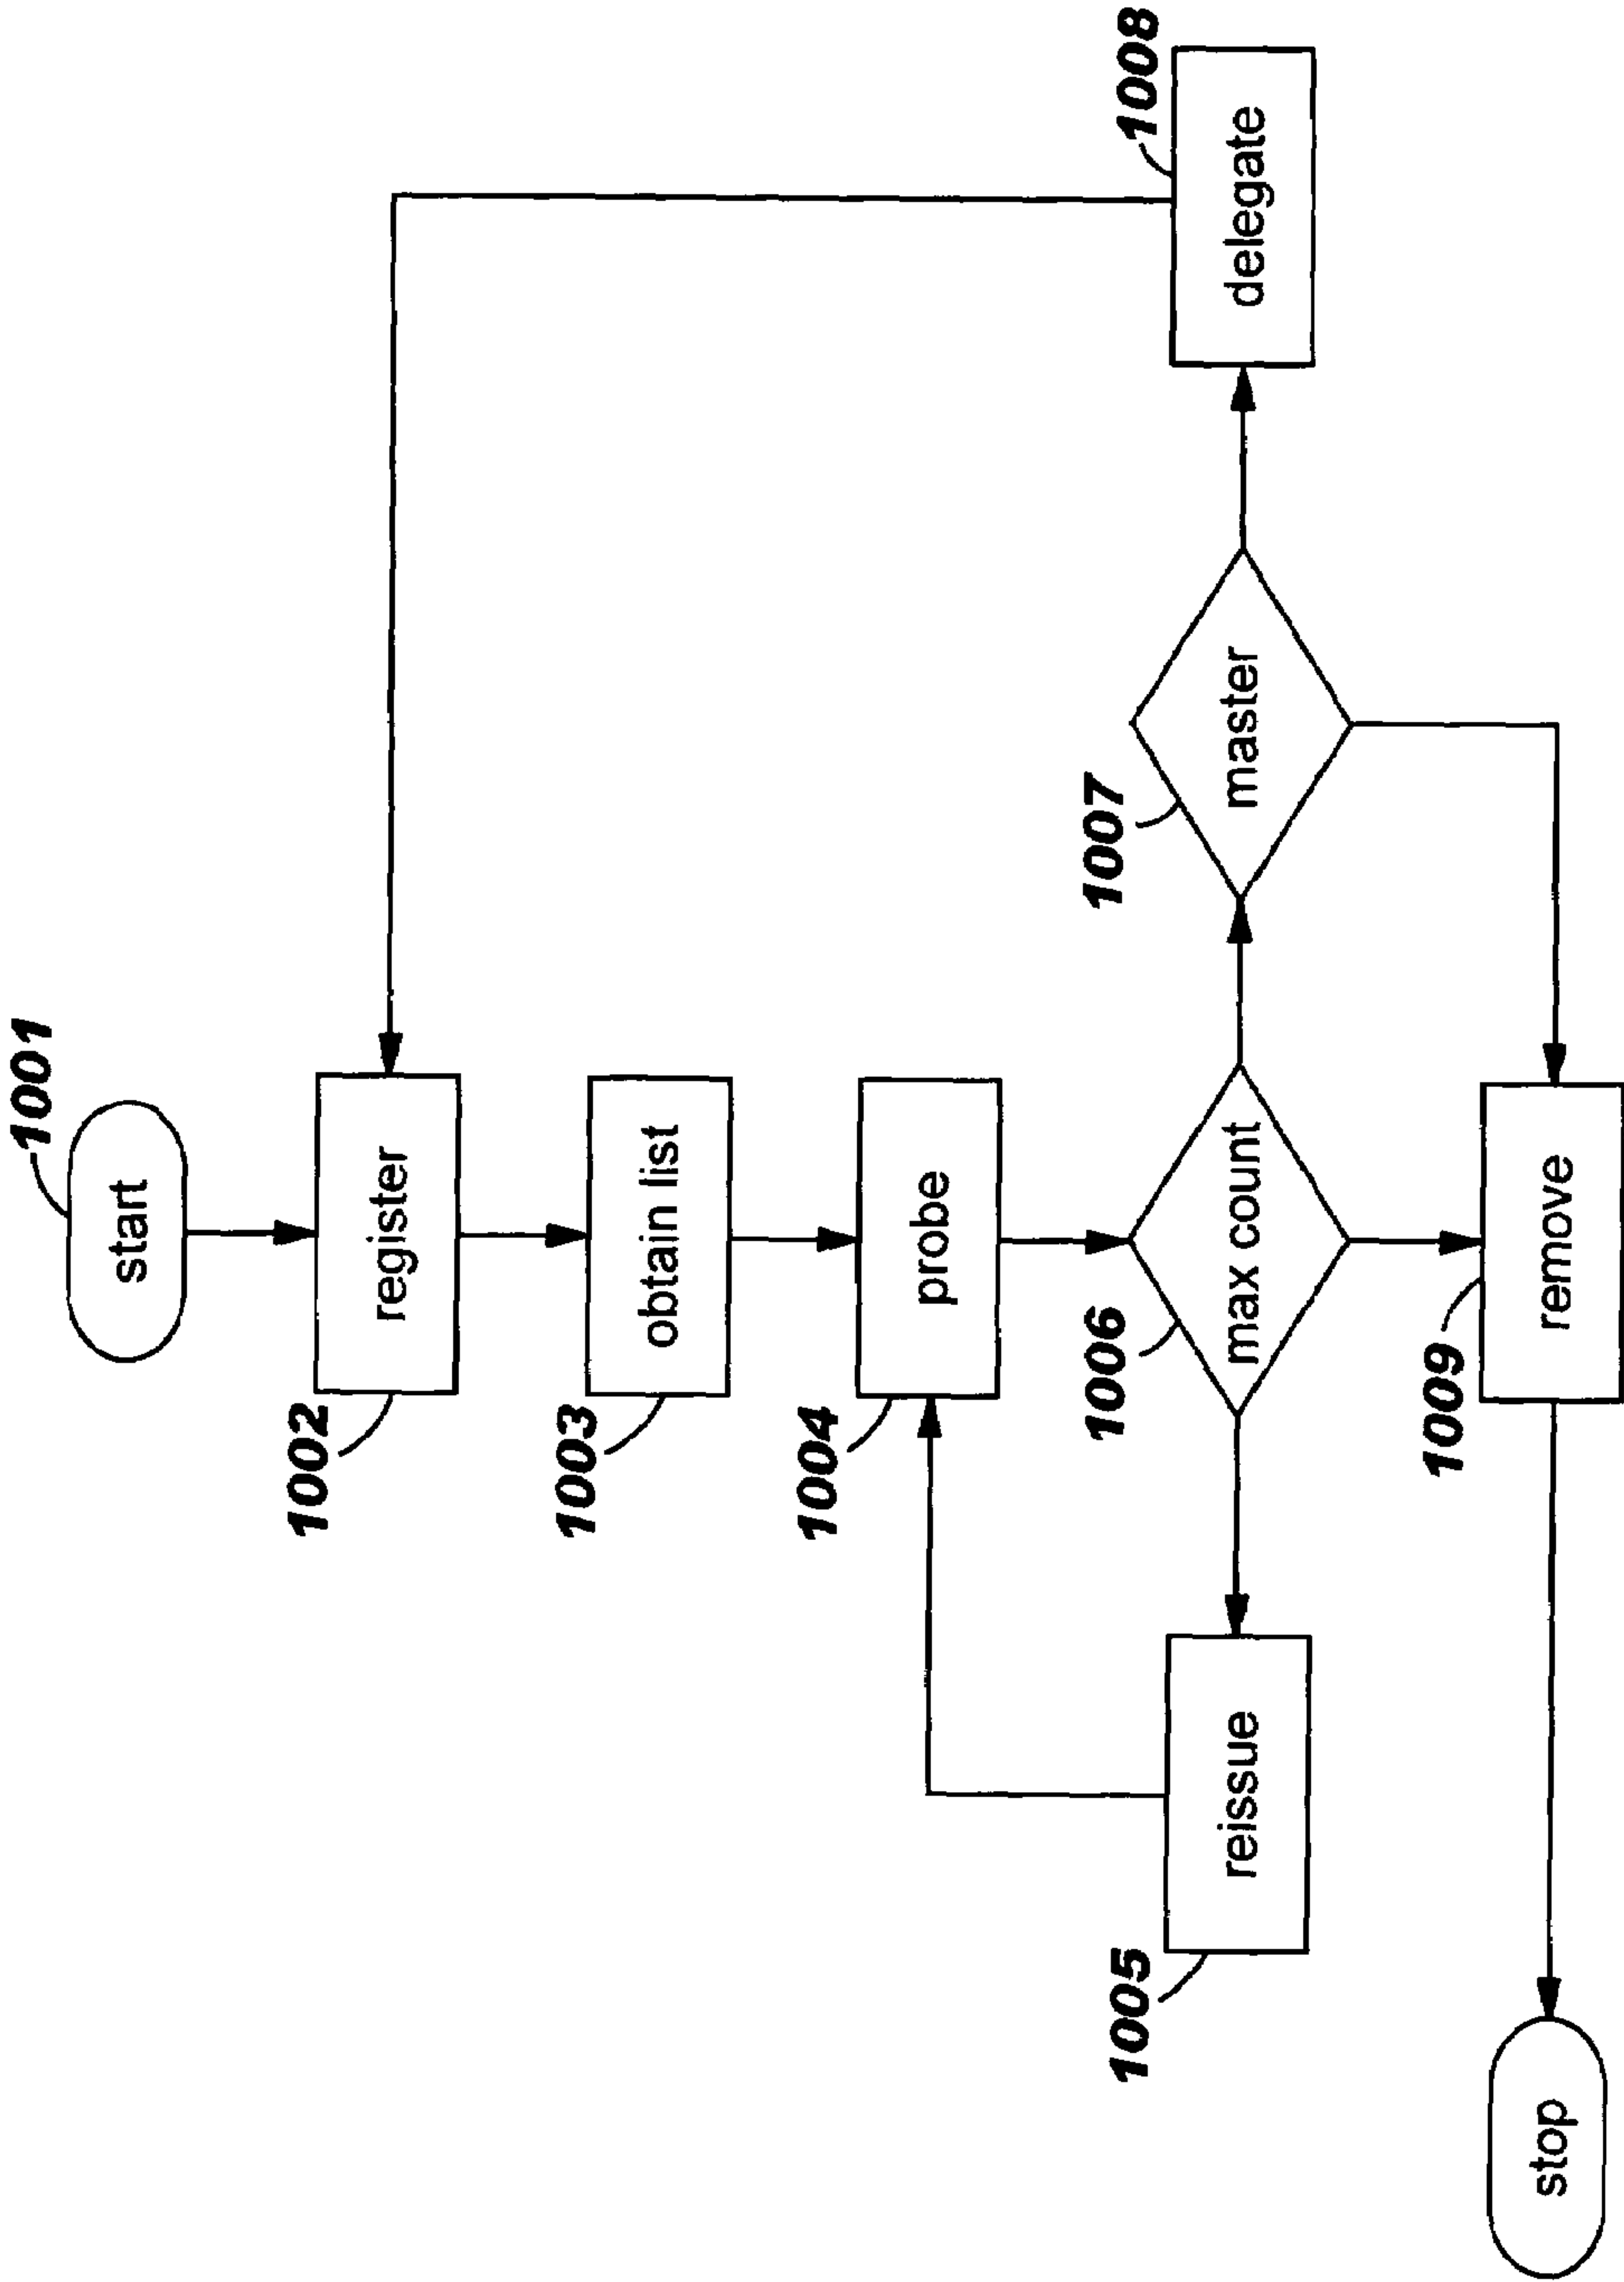 1001
start
1002
register
1003
obtain list
1004
probe
1005
reissue
1006
max count
1007
master
1008
delegate
1009
remove
stop